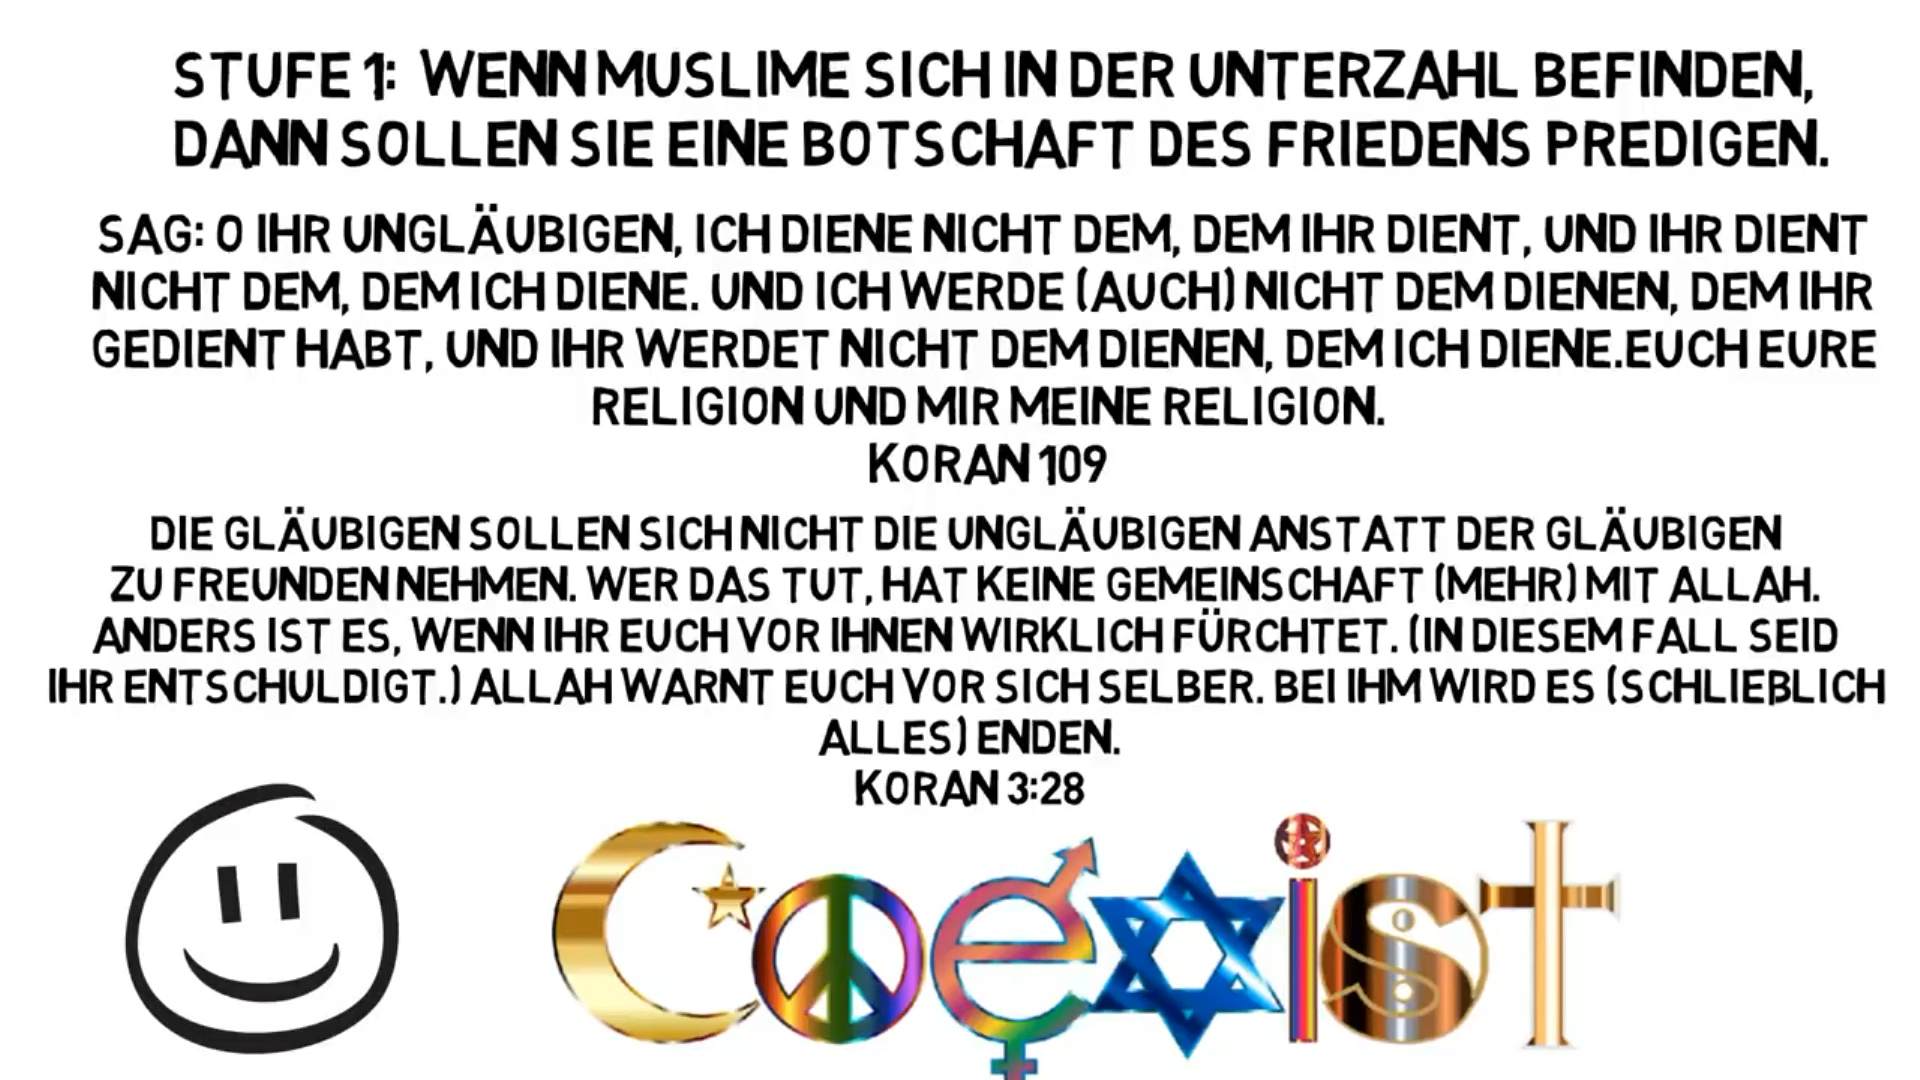 STUFE 1: WENN MUSLIME SICH IN DER UNTERZAHL BEFINDEN,
DANN SOLLEN SIE EINE BOTSCHAFT DES FRIEDENS PREDIGEN.
SAG: O IHR UNGLÄUBIGEN, ICH DIENE NICHT DEM, DEM IHR DIENT, UND IHR DIENT
NICHT DEM, DEM ICH DIENE. UND ICH WERDE (AUCH) NICHT DEM DIENEN, DEM IHR
GEDIENT HABT, UND IHR WERDET NICHT DEM DIENEN, DEM ICH DIENE.EUCH EURE
RELIGION UND MIR MEINE RELIGION.
KORAN 109
DIE GLÄUBIGEN SOLLEN SICH NICHT DIE UNGLÄUBIGEN ANSTATT DER GLÄUBIGEN
ZU FREUNDEN NEHMEN. WER DAS TUT, HAT KEINE GEMEINSCHAFT (MEHR) MIT ALLAH.
ANDERS IST ES, WENN IHR EUCH VOR IHNEN WIRKLICH FÜRCHTET. (IN DIESEM FALL SEID
IHR ENTSCHULDIGT.) ALLAH WARNT EUCH VOR SICH SELBER. BEI IHM WIRD ES (SCHLIEßLICH
ALLES) ENDEN.
KORAN 3:28
Coexist